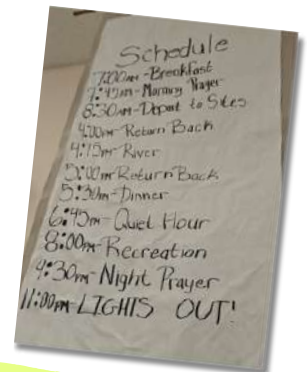 Schedule
7:00AM-Breakfast
7:45AM-Morning Prayer
8:30AM-Depart to Sites
4:00PM-Return Back
4:15PM-River
5:00PM Return Back
5:30PM-Dinner
6:45PM-Quiet Hour
8:00PM-Recreation
9:30PM-Night Prayer
11:00PM-LIGHTS OUT!